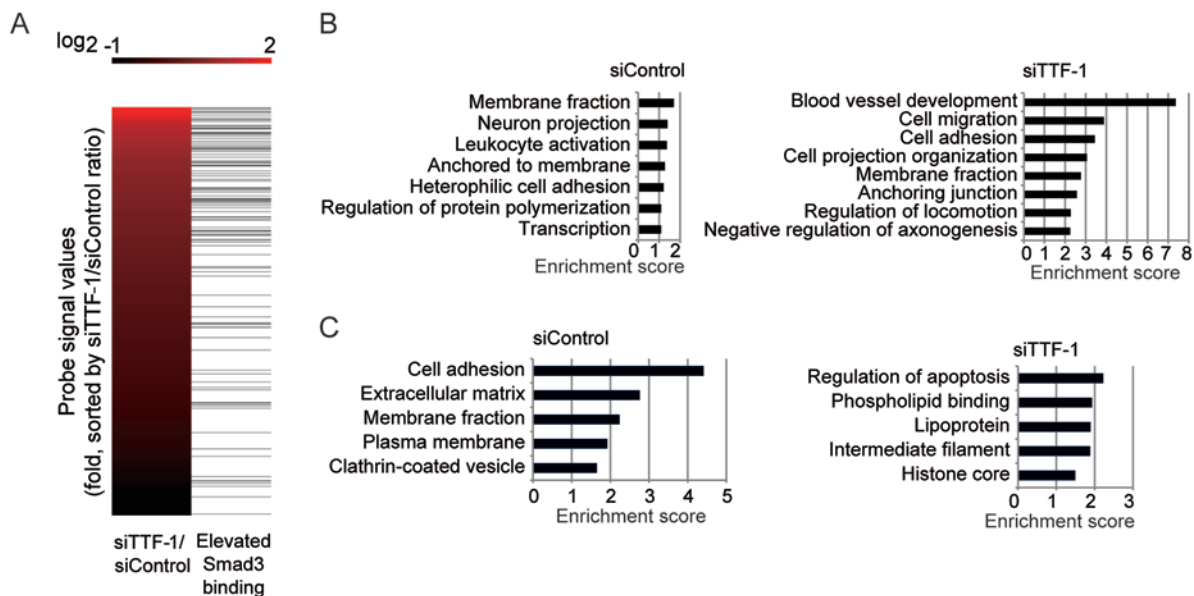 A
log2 -1 2
Probe signal values
(fold, sorted by siTTF-1/siControl ratio)
siTTF-1/
siControl
Elevated
Smad3
binding
B
siControl
Membrane fraction
Neuron projection
Leukocyte activation
Anchored to membrane
Heterophilic cell adhesion
Regulation of protein polymerization
Transcription
0 1 2
Enrichment score
siTTF-1
Blood vessel development
Cell migration
Cell adhesion
Cell projection organization
Membrane fraction
Anchoring junction
Regulation of locomotion
Negative regulation of axonogenesis
0 1 2 3 4 5 6 7 8
Enrichment score
C
siControl
Cell adhesion
Extracellular matrix
Membrane fraction
Plasma membrane
Clathrin-coated vesicle
0 1 2 3 4 5
Enrichment score
siTTF-1
Regulation of apoptosis
Phospholipid binding
Lipoprotein
Intermediate filament
Histone core
0 1 2 3
Enrichment score